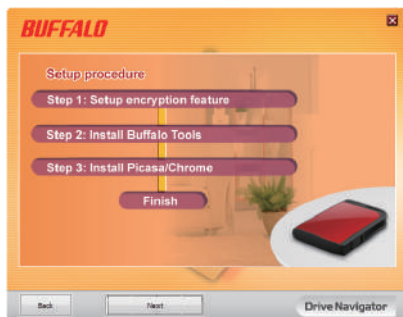 BUFFALO
Setup procedure
Step 1: Setup encryption feature
Step 2: Install Buffalo Tools
Step 3: Install Picasa/Chrome
Finish
Back
Next
Drive Navigator